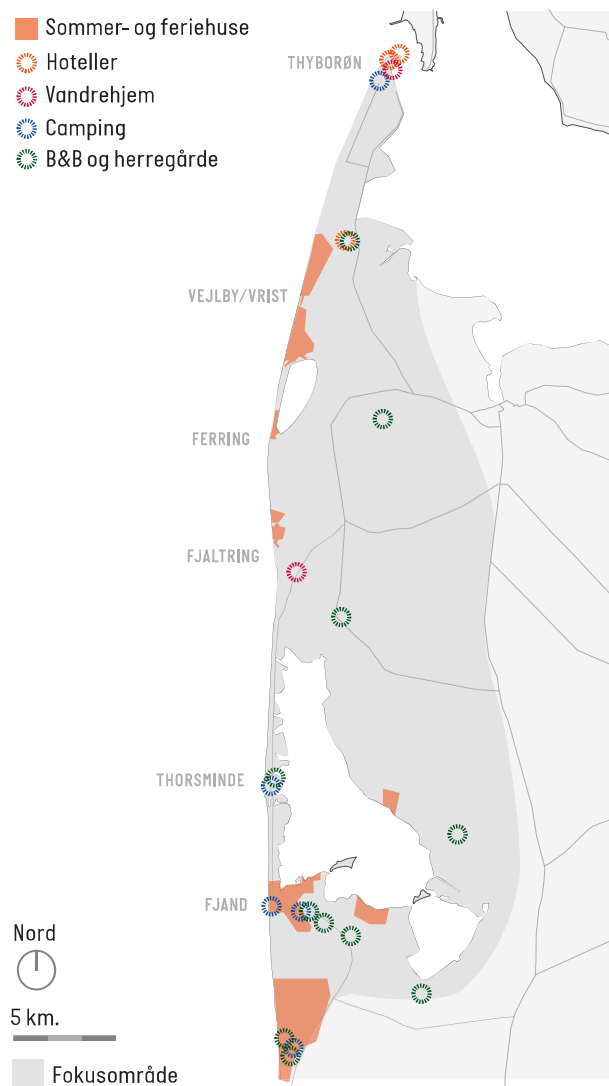 Sommer- og feriehuse
Hoteller
Vandrehjem
Camping
B&B og herregårde
THYBORØN
VEJLBY/VRIST
FERRING
FJALTRING
THORSMINDE
FJAND
Nord
5 km.
Fokusområde